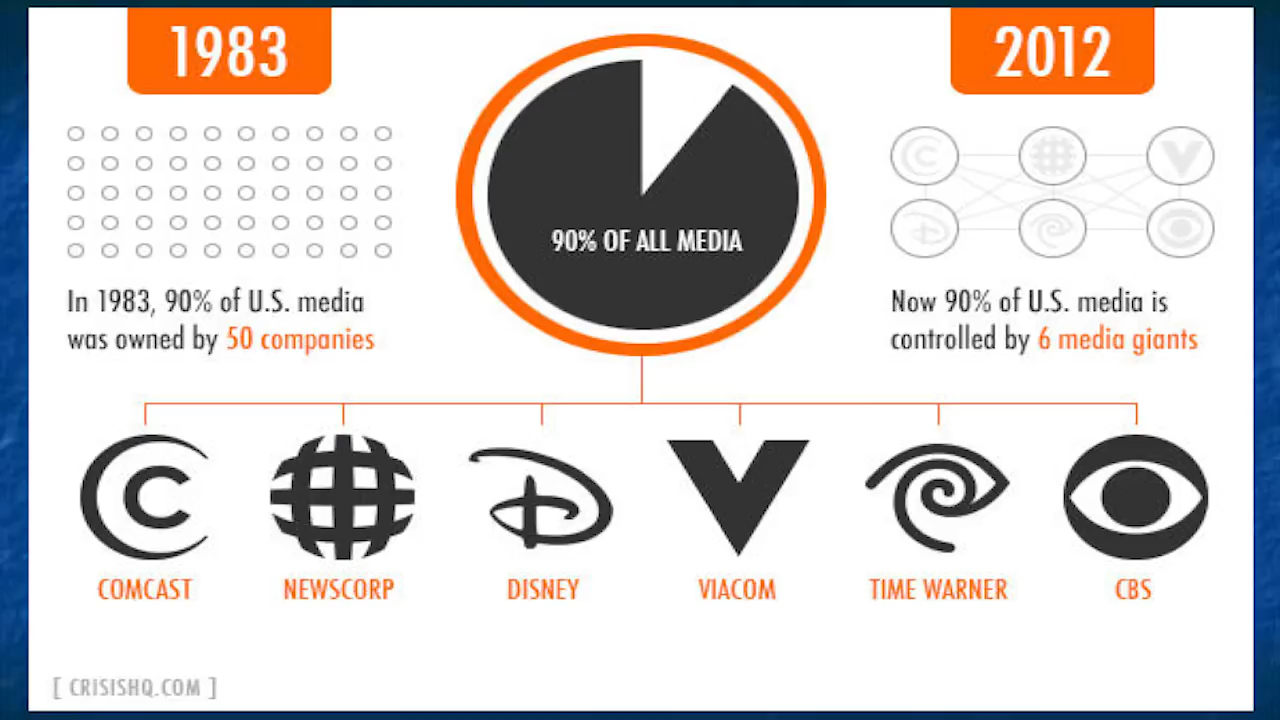 1983
2012
90% OF ALL MEDIA
In 1983, 90% of U.S. media
was owned by 50 companies
Now 90% of U.S. media is
controlled by 6 media giants
COMCAST
NEWSCORP
DISNEY
VIACOM
TIME WARNER
CBS
[ CRISISHQ.COM ]